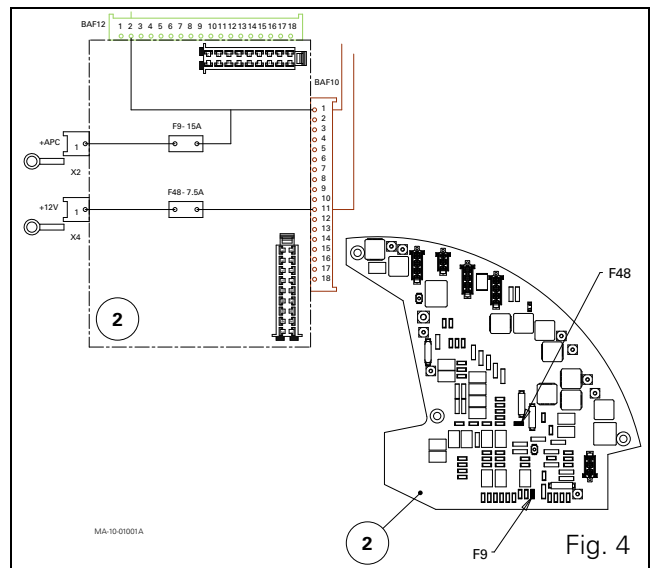 BAF12
1 2 3 4 5 6 7 8 9 10 11 12 13 14 15 16 17 18
BAF10
1
2
3
4
5
6
7
8
9
10
11
12
13
14
15
16
17
18
+APC
1
X2
F9- 15A
+12V
1
X4
F48- 7.5A
2
F48
MA-10-01001A
2
F9
Fig. 4